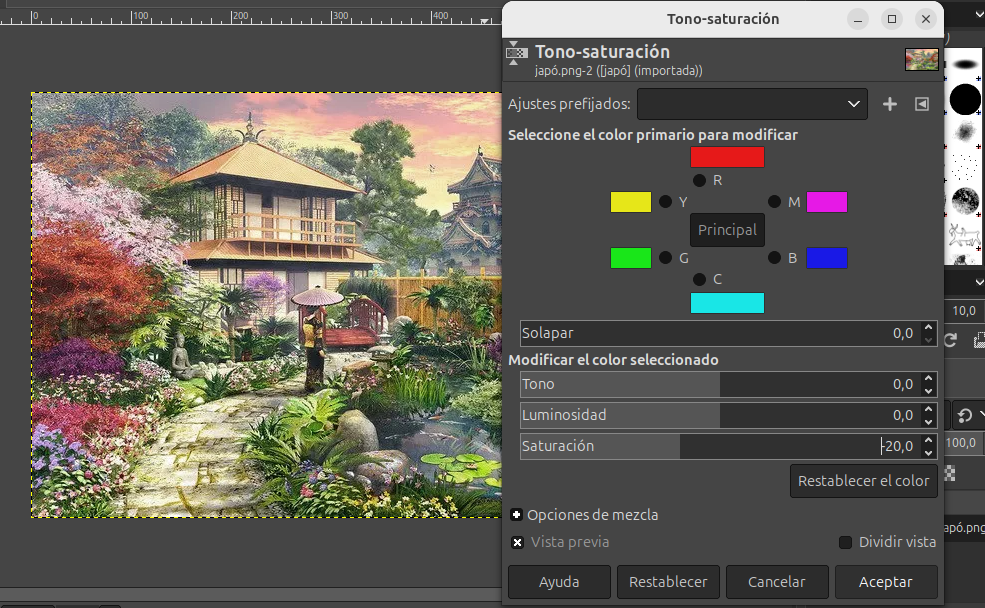 0 100 200 300 400
Tono-saturación
Tono-saturación
japó.png-2 ([japó] (importada))
Ajustes prefijados:
Seleccione el color primario para modificar
R
Y M
Principal
G B
C
Solapar 0,0
Modificar el color seleccionado
Tono 0,0
Luminosidad 0,0
Saturación -20,0
Restablecer el color
Opciones de mezcla
Vista previa Dividir vista
Ayuda Restablecer Cancelar Aceptar
)
10,0
100,0
apó.png